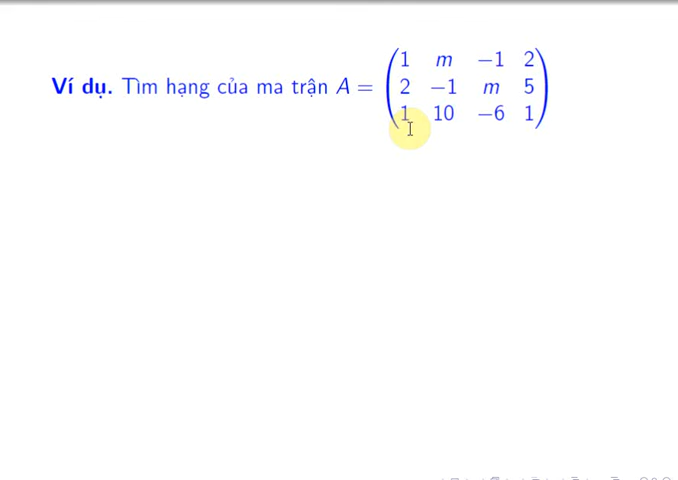 Ví dụ. Tìm hạng của ma trận A = 
1 m −1 2
2 −1 m 5
1 10 −6 1